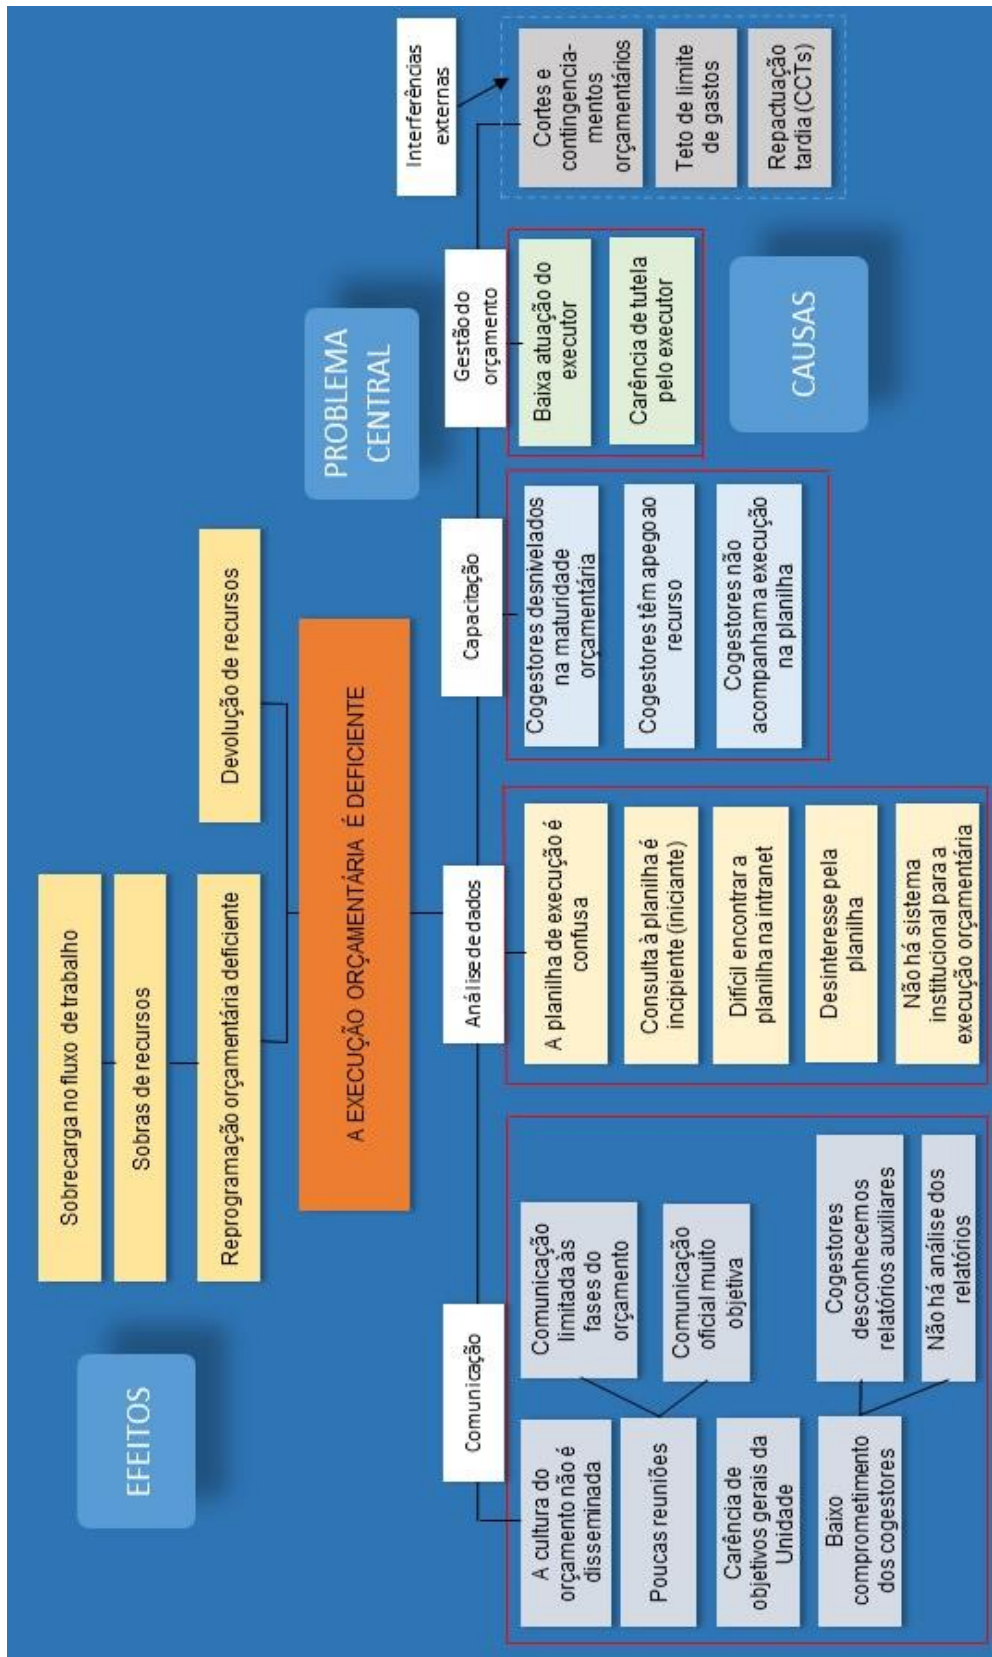 EFEITOS
Sobrecarga no fluxo de trabalho
Sobras de recursos
Reprogramação orçamentária deficiente
Devolução de recursos
PROBLEMA
CENTRAL
A EXECUÇÃO ORÇAMENTÁRIA É DEFICIENTE
Interferências
externas
Comunicação
Análise de dados
Capacitação
Gestão do
orçamento
A cultura do
orçamento não é
disseminada
Poucas reuniões
Carência de
objetivos gerais da
Unidade
Baixo
comprometimento
dos cogestores
Comunicação
limitada às
fases do
orçamento
Comunicação
oficial muito
objetiva
Cogestores
desconhecem os
relatórios auxiliares
Não há análise dos
relatórios
A planilha de execução é
confusa
Consulta à planilha é
incipiente (iniciante)
Difícil encontrar a
planilha na intranet
Desinteresse pela
planilha
Não há sistema
institucional para a
execução orçamentária
Cogestores desnivelados
na maturidade
orçamentária
Cogestores têm apego ao
recurso
Cogestores não
acompanham a execução
na planilha
Baixa atuação do
executor
Carência de tutela
pelo executor
Cortes e
contingencia-
mentos
orçamentários
Teto de limite
de gastos
Repactuação
tardia (CCTs)
CAUSAS